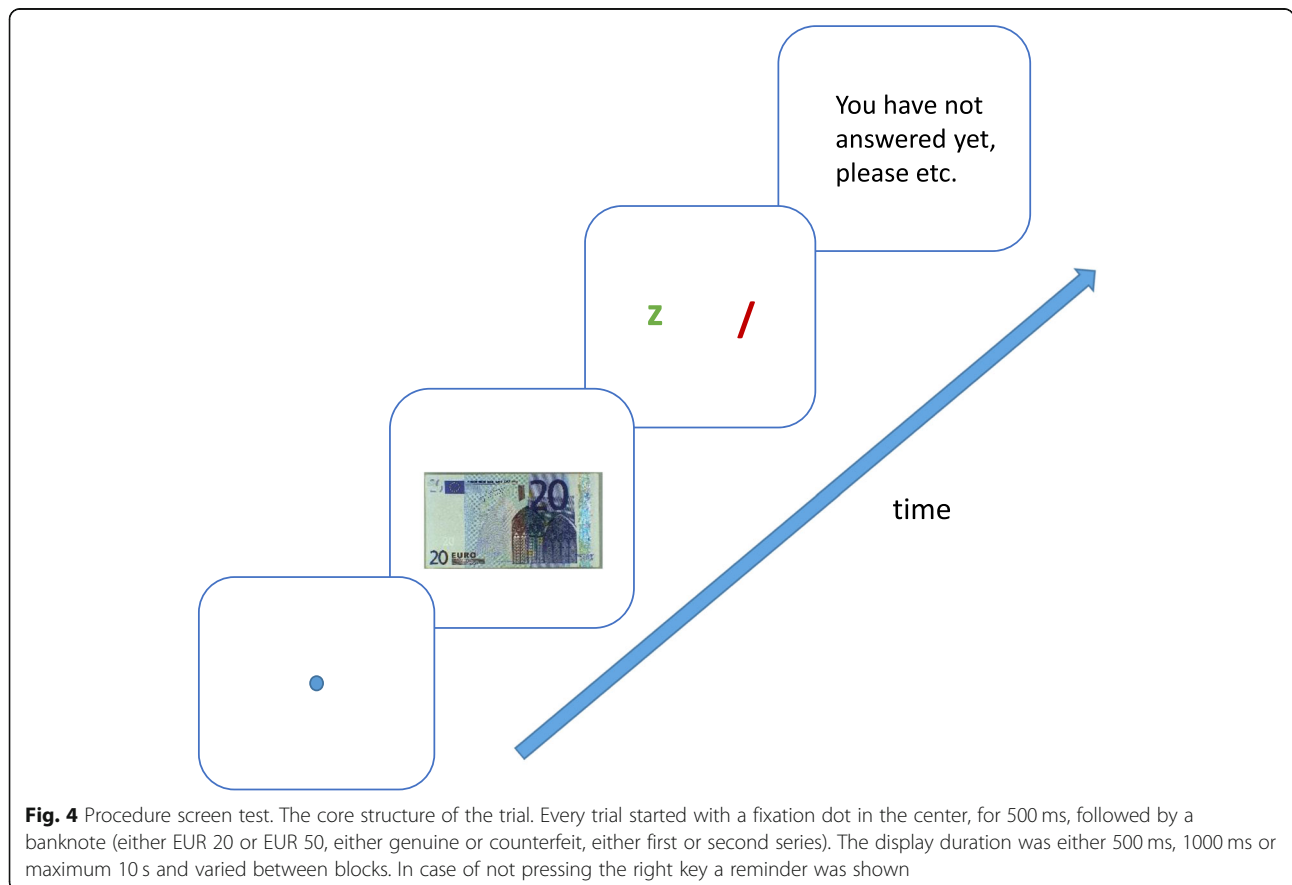 You have not
answered yet,
please etc.
z /
20
20 EURO
time
Fig. 4 Procedure screen test. The core structure of the trial. Every trial started with a fixation dot in the center, for 500 ms, followed by a
banknote (either EUR 20 or EUR 50, either genuine or counterfeit, either first or second series). The display duration was either 500 ms, 1000 ms or
maximum 10 s and varied between blocks. In case of not pressing the right key a reminder was shown